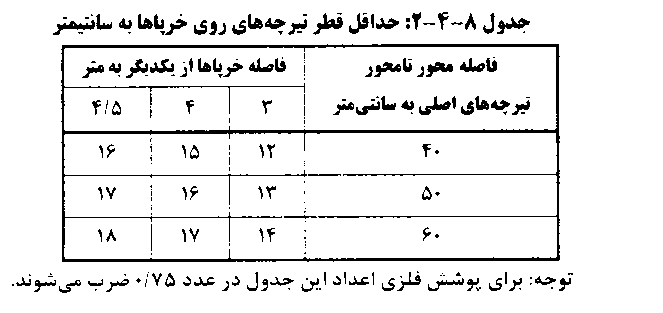 جدول ۸-۴-۲: حداقل قطر تیرچه‌های روی خرپاها به سانتیمتر
فاصله محور تامحور تیرچه‌های اصلی به سانتی‌متر
فاصله خرپاها از یکدیگر به متر
۳ ۴ ۴/۵
۴۰ ۱۲ ۱۵ ۱۶
۵۰ ۱۳ ۱۶ ۱۷
۶۰ ۱۴ ۱۷ ۱۸
توجه: برای پوشش فلزی اعداد این جدول در عدد ۰/۷۵ ضرب می‌شوند.